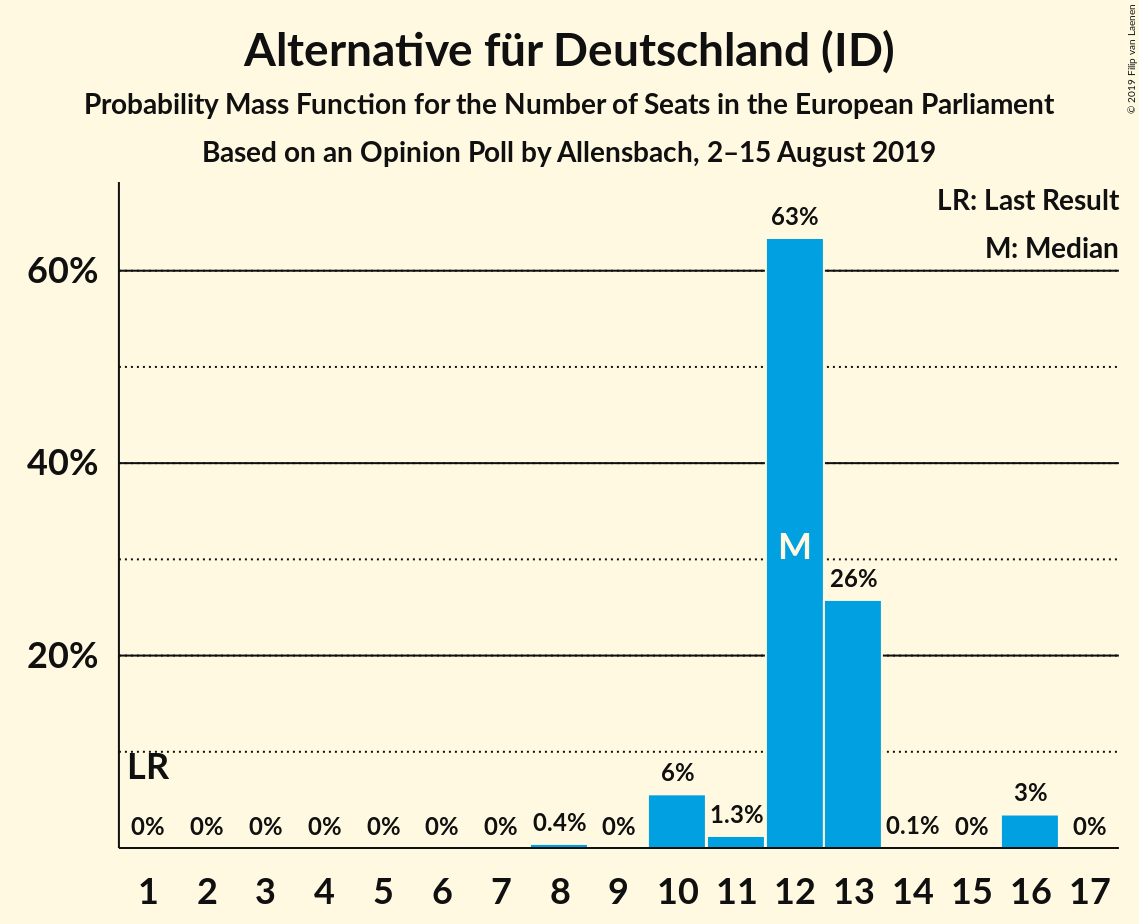 Alternative für Deutschland (ID)
Probability Mass Function for the Number of Seats in the European Parliament
Based on an Opinion Poll by Allensbach, 2–15 August 2019
© 2019 Filip van Laenen
LR: Last Result
M: Median
60%
40%
20%
63%
M
26%
LR
0%
0%
0%
0%
0%
0%
0%
0.4%
0%
6%
1.3%
0.1%
0%
3%
0%
1 2 3 4 5 6 7 8 9 10 11 12 13 14 15 16 17